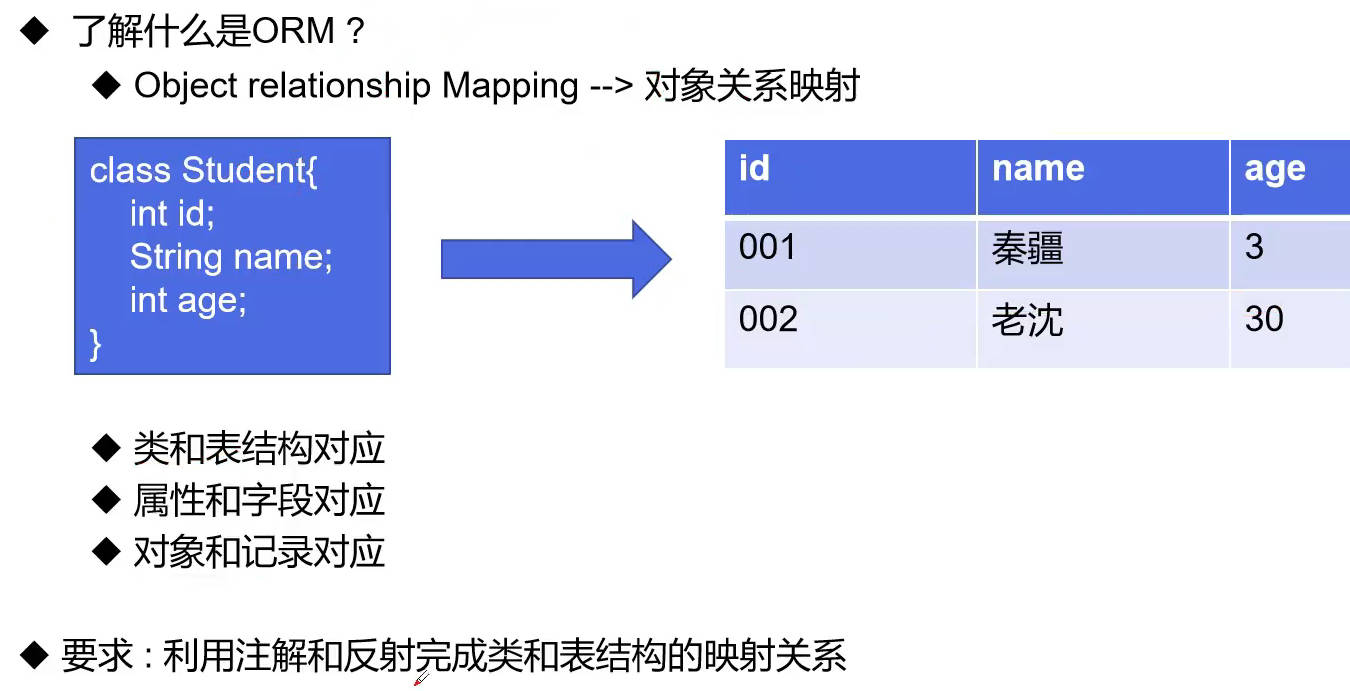 了解什么是ORM ?
Object relationship Mapping --> 对象关系映射
class Student{
int id;
String name;
int age;
}
id name age
001 秦疆 3
002 老沈 30
类和表结构对应
属性和字段对应
对象和记录对应
要求 : 利用注解和反射完成类和表结构的映射关系